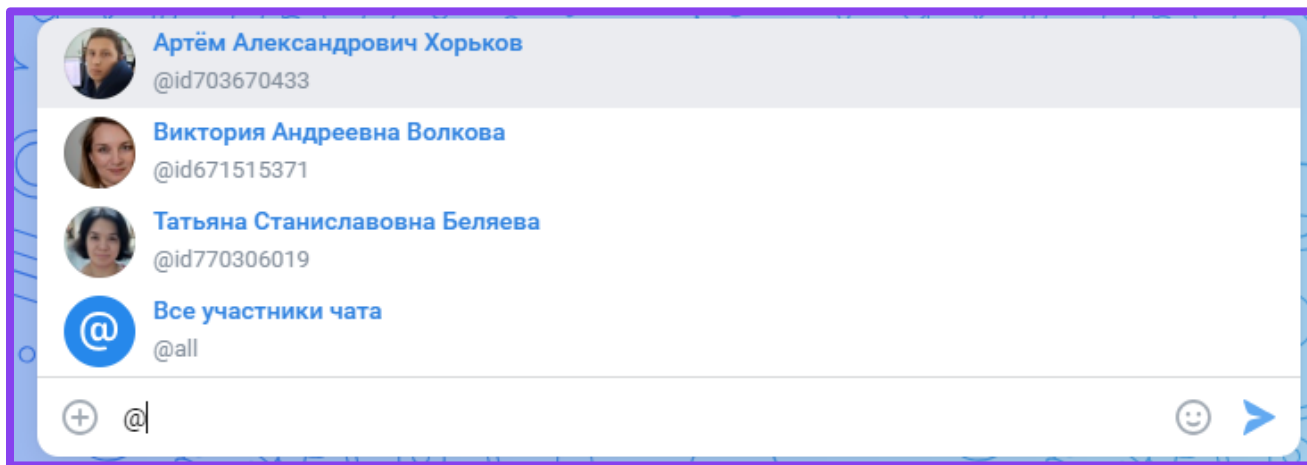 Артём Александрович Хорьков
@id703670433
Виктория Андреевна Волкова
@id671515371
Татьяна Станиславовна Беляева
@id770306019
@
Все участники чата
@all
@